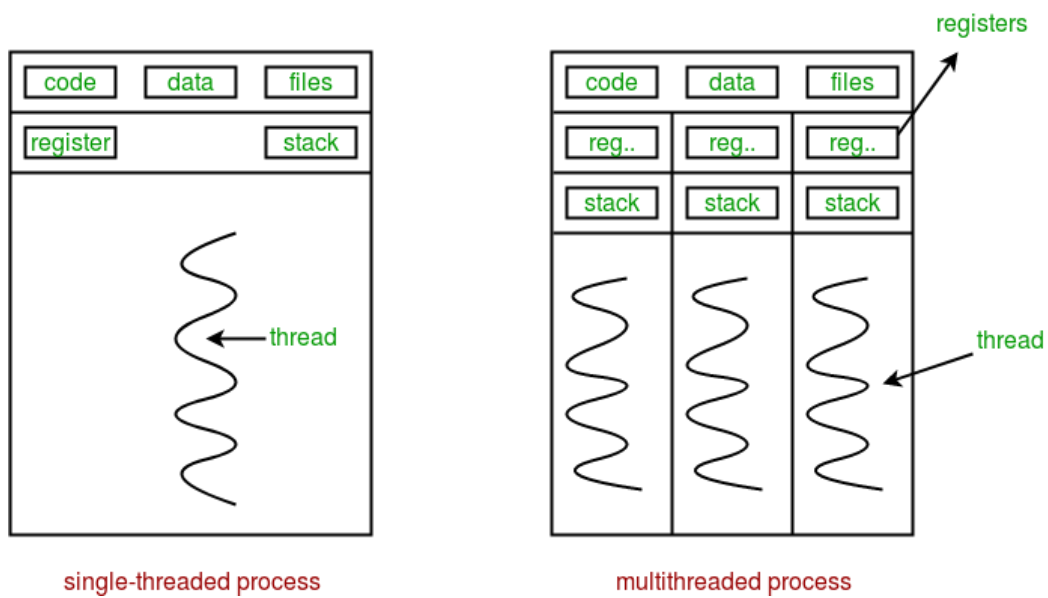 registers
code data files
register stack
thread
single-threaded process
code data files
reg.. reg.. reg..
stack stack stack
thread
multithreaded process